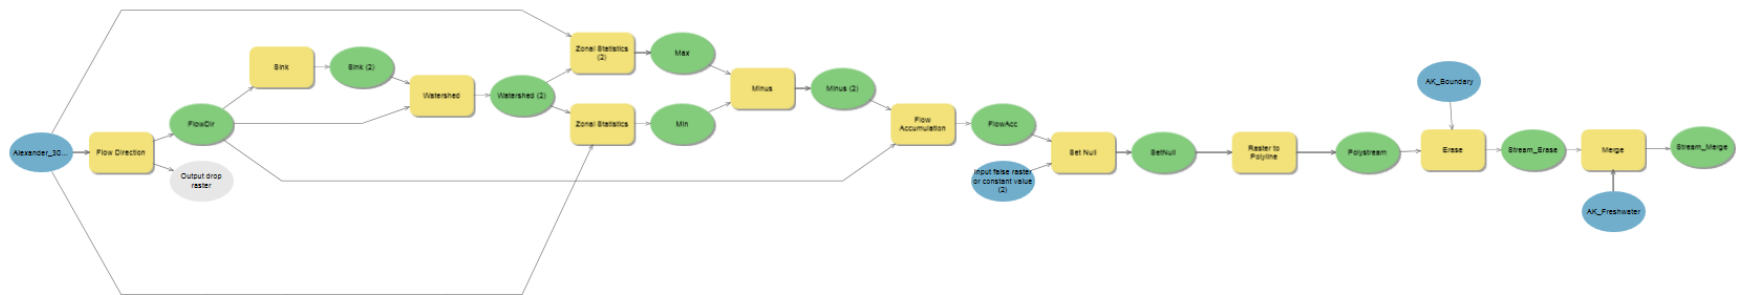 Alexander_30...
Flow Direction
FlowDir
Output drop
raster
Sink
Sink (2)
Watershed
Watershed (2)
Zonal Statistics
(2)
Max
Zonal Statistics
Min
Minus
Minus (2)
Flow
Accumulation
FlowAcc
Input false raster
or constant value
(2)
Set Null
SetNull
Raster to
Polyline
Polystream
AK_Boundary
Erase
Stream_Erase
Merge
AK_Freshwater
Stream_Merge